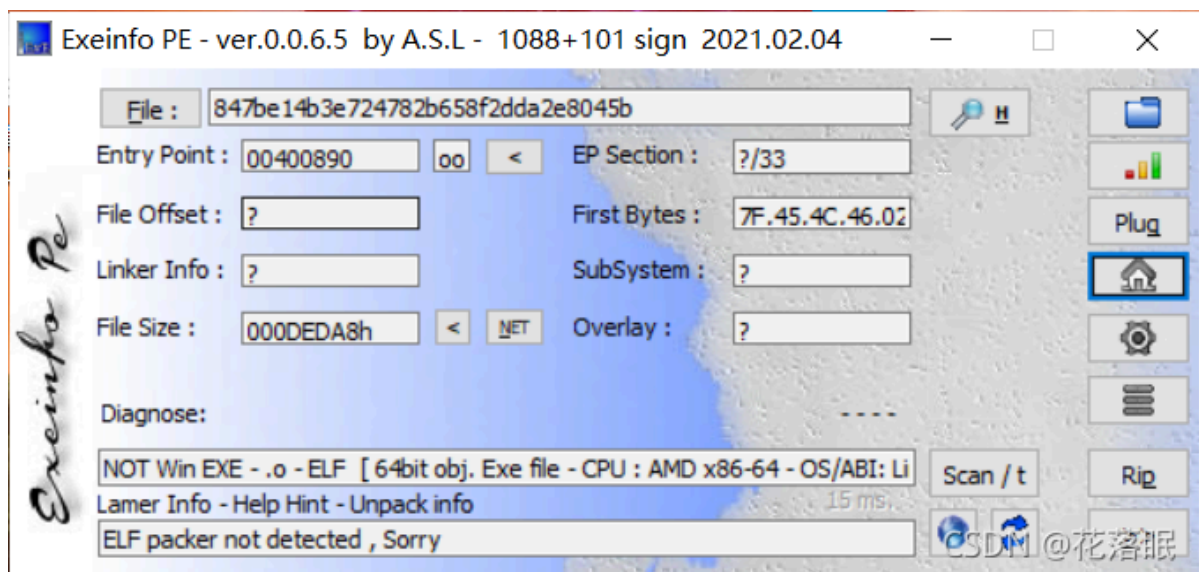 Exeinfo PE - ver.0.0.6.5 by A.S.L - 1088+101 sign 2021.02.04
File : 847be14b3e724782b658f2dda2e8045b H
Entry Point : 00400890 oo < EP Section : ?/33
File Offset : ? First Bytes : 7F.45.4C.46.02 Plug
Linker Info : ? SubSystem : ?
File Size : 000DEDA8h < NET Overlay : ?
Diagnose: ----
NOT Win EXE - .o - ELF [ 64bit obj. Exe file - CPU : AMD x86-64 - OS/ABI: Li Scan / t Rip
Lamer Info - Help Hint - Unpack info 15 ms.
ELF packer not detected , Sorry
Exeinfo Pe
CSDN @花落眠